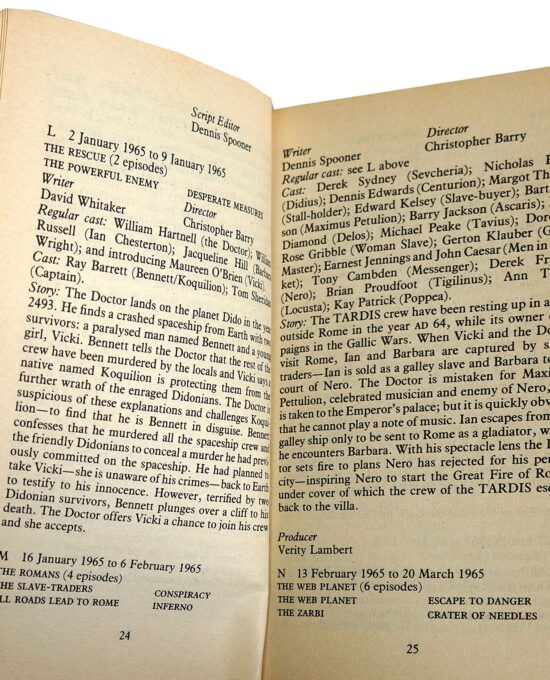 Script Editor
Dennis Spooner
L 2 January 1965 to 9 January 1965
THE RESCUE (2 episodes)
THE POWERFUL ENEMY DESPERATE MEASURES
Writer Director
David Whitaker Christopher Barry
Regular cast: William Hartnell (the Doctor); William
Russell (Ian Chesterton); Jacqueline Hill (Barbara
Wright); and introducing Maureen O'Brien (Vicki).
Cast: Ray Barrett (Bennett/Koquilion); Tom Sheridan
(Captain).
Story: The Doctor lands on the planet Dido in the year
2493. He finds a crashed spaceship from Earth with two
survivors: a paralysed man named Bennett and a young
girl, Vicki. Bennett tells the Doctor that the rest of the
crew have been murdered by the locals and Vicki says a
native named Koquilion is protecting them from the
further wrath of the enraged Didonians. The Doctor is
suspicious of these explanations and challenges Koqui-
lion—to find that he is Bennett in disguise. Bennett
confesses that he murdered all the spaceship crew and
the friendly Didonians to conceal a murder he had previ-
ously committed on the spaceship. He had planned to
take Vicki—she is unaware of his crimes—back to Earth
to testify to his innocence. However, terrified by two
Didonian survivors, Bennett plunges over a cliff to his
death. The Doctor offers Vicki a chance to join his crew
and she accepts.
M 16 January 1965 to 6 February 1965
THE ROMANS (4 episodes)
THE SLAVE-TRADERS CONSPIRACY
LL ROADS LEAD TO ROME INFERNO
24
Writer Director
Dennis Spooner Christopher Barry
Regular cast: see L above
Cast: Derek Sydney (Sevcheria); Nicholas
(Didius); Dennis Edwards (Centurion); Margot Th
(Stall-holder); Edward Kelsey (Slave-buyer); Bart
son (Maximus Petulion); Barry Jackson (Ascaris);
Diamond (Delos); Michael Peake (Tavius); Dor
Rose Gribble (Woman Slave); Gerton Klauber (G
Master); Earnest Jennings and John Caesar (Men in
ket); Tony Cambden (Messenger); Derek Fr
(Nero); Brian Proudfoot (Tigilinus); Ann T
(Locusta); Kay Patrick (Poppea).
Story: The TARDIS crew have been resting up in a
outside Rome in the year AD 64, while its owner
paigns in the Gallic Wars. When Vicki and the Do
visit Rome, Ian and Barbara are captured by s
traders—Ian is sold as a galley slave and Barbara to
court of Nero. The Doctor is mistaken for Maxi
Pettulion, celebrated musician and enemy of Nero,
is taken to the Emperor's palace; but it is quickly obv
that he cannot play a note of music. Ian escapes from
galley ship only to be sent to Rome as a gladiator, w
he encounters Barbara. With his spectacle lens the D
tor sets fire to plans Nero has rejected for his per
city—inspiring Nero to start the Great Fire of Ro
under cover of which the crew of the TARDIS esc
back to the villa.
Producer
Verity Lambert
N 13 February 1965 to 20 March 1965
THE WEB PLANET (6 episodes)
THE WEB PLANET ESCAPE TO DANGER
THE ZARBI CRATER OF NEEDLES
25